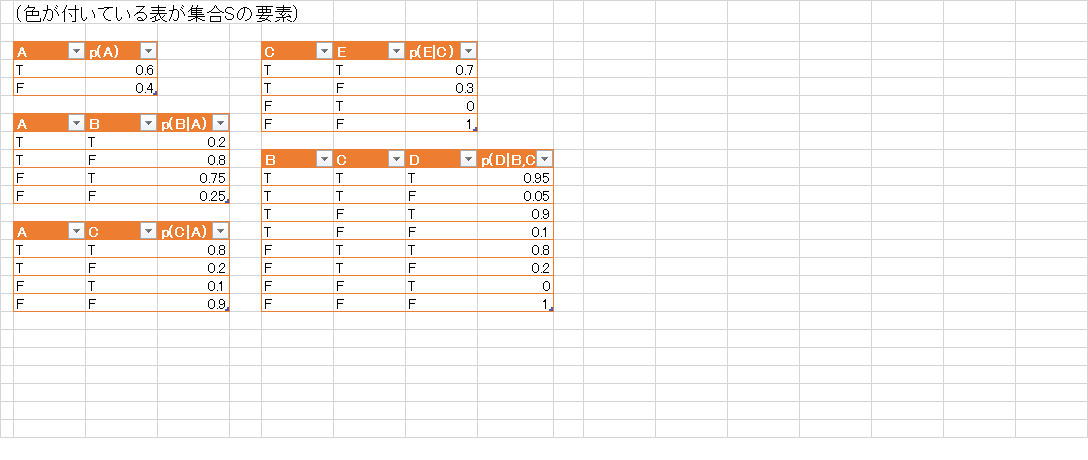 (色が付いている表が集合Sの要素)
A p(A)
T 0.6
F 0.4
A B p(B|A)
T T 0.2
T F 0.8
F T 0.75
F F 0.25
A C p(C|A)
T T 0.8
T F 0.2
F T 0.1
F F 0.9
C E p(E|C)
T T 0.7
T F 0.3
F T 0
F F 1
B C D p(D|B,C
T T T 0.95
T T F 0.05
T F T 0.9
T F F 0.1
F T T 0.8
F T F 0.2
F F T 0
F F F 1